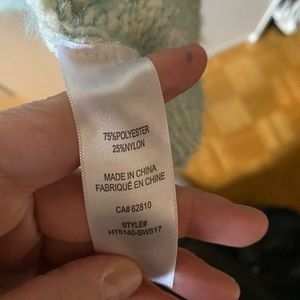 75%POLYESTER
25%NYLON
MADE IN CHINA
FABRIQUÉ EN CHINE
CA# 62810
STYLE#
HT5140-SW517